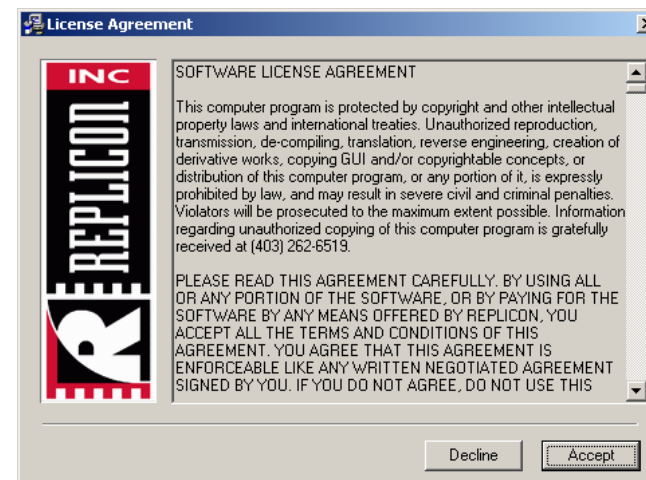 License Agreement
INC
REPLICON
R
SOFTWARE LICENSE AGREEMENT
This computer program is protected by copyright and other intellectual
property laws and international treaties. Unauthorized reproduction,
transmission, de-compiling, translation, reverse engineering, creation of
derivative works, copying GUI and/or copyrightable concepts, or
distribution of this computer program, or any portion of it, is expressly
prohibited by law, and may result in severe civil and criminal penalties.
Violators will be prosecuted to the maximum extent possible. Information
regarding unauthorized copying of this computer program is gratefully
received at (403) 262-6519.
PLEASE READ THIS AGREEMENT CAREFULLY. BY USING ALL
OR ANY PORTION OF THE SOFTWARE, OR BY PAYING FOR THE
SOFTWARE BY ANY MEANS OFFERED BY REPLICON, YOU
ACCEPT ALL THE TERMS AND CONDITIONS OF THIS
AGREEMENT. YOU AGREE THAT THIS AGREEMENT IS
ENFORCEABLE LIKE ANY WRITTEN NEGOTIATED AGREEMENT
SIGNED BY YOU. IF YOU DO NOT AGREE, DO NOT USE THIS
Decline
Accept